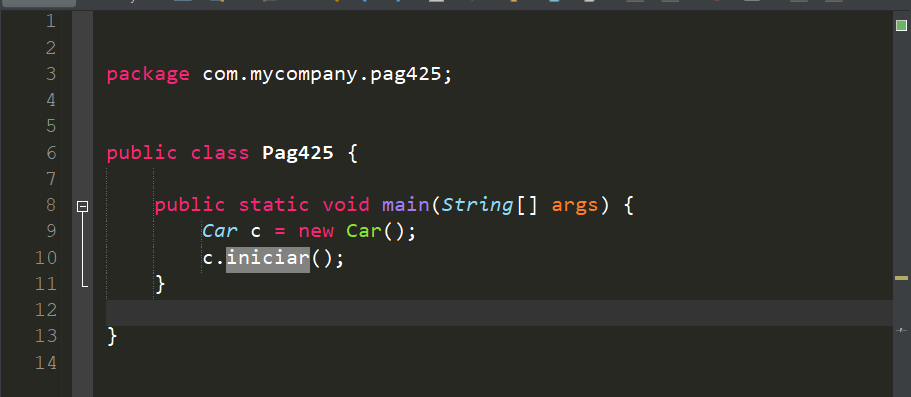 1
2
3 package com.mycompany.pag425;
4
5
6 public class Pag425 {
7
8 public static void main(String[] args) {
9 Car c = new Car();
10 c.iniciar();
11 }
12
13 }
14